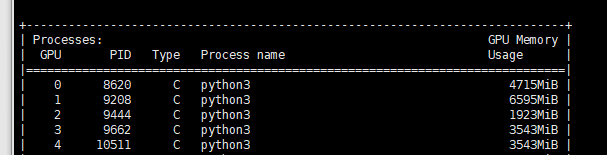 +-----------------------------------------------------------------------------+
| Processes:                                                       GPU Memory |
|  GPU       PID   Type   Process name                             Usage      |
|=============================================================================|
|    0      8620      C   python3                                     4715MiB |
|    1      9208      C   python3                                     6595MiB |
|    2      9444      C   python3                                     1923MiB |
|    3      9662      C   python3                                     3543MiB |
|    4     10511      C   python3                                     3543MiB |